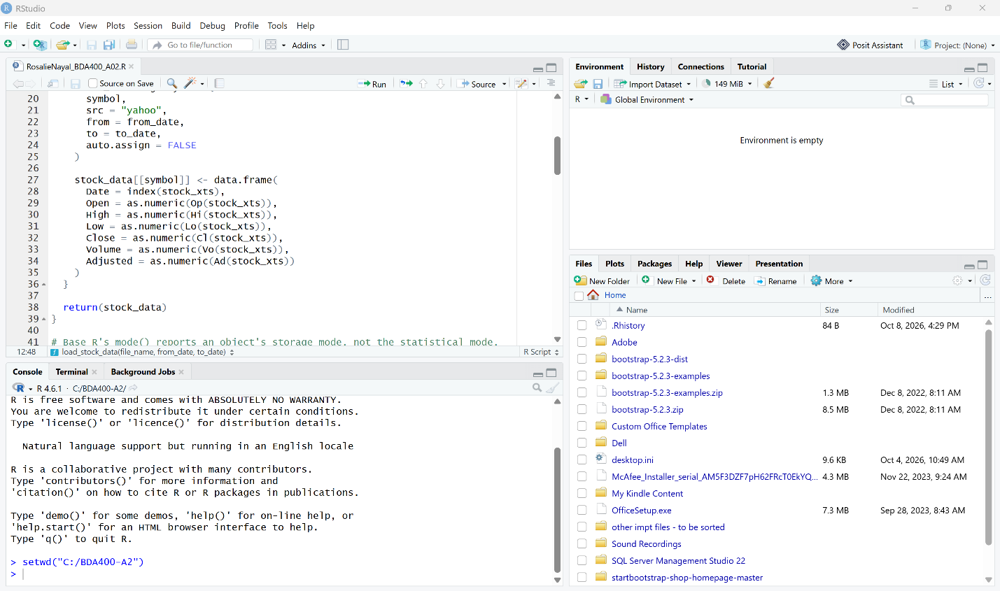 RStudio
File Edit Code View Plots Session Build Debug Profile Tools Help
Go to file/function Addins Posit Assistant Project: (None)
RosalieNayal_BDA400_A02.R
Source on Save Run Source
20 symbol,
21 src = "yahoo",
22 from = from_date,
23 to = to_date,
24 auto.assign = FALSE
25 )
26
27 stock_data[[symbol]] <- data.frame(
28 Date = index(stock_xts),
29 Open = as.numeric(Op(stock_xts)),
30 High = as.numeric(Hi(stock_xts)),
31 Low = as.numeric(Lo(stock_xts)),
32 Close = as.numeric(Cl(stock_xts)),
33 Volume = as.numeric(Vo(stock_xts)),
34 Adjusted = as.numeric(Ad(stock_xts))
35 )
36 }
37
38 return(stock_data)
39 }
40
41 # Base R's mode() reports an object's storage mode, not the statistical mode.
12:48 load_stock_data(file_name, from_date, to_date) R Script
Console Terminal Background Jobs
R 4.6.1 · C:/BDA400-A2/
R is free software and comes with ABSOLUTELY NO WARRANTY.
You are welcome to redistribute it under certain conditions.
Type 'license()' or 'licence()' for distribution details.
Natural language support but running in an English locale
R is a collaborative project with many contributors.
Type 'contributors()' for more information and
'citation()' on how to cite R or R packages in publications.
Type 'demo()' for some demos, 'help()' for on-line help, or
'help.start()' for an HTML browser interface to help.
Type 'q()' to quit R.
> setwd("C:/BDA400-A2")
>
Environment History Connections Tutorial
Import Dataset 149 MiB List
R Global Environment
Environment is empty
Files Plots Packages Help Viewer Presentation
New Folder New File Delete Rename More
Home ...
Name Size Modified
.Rhistory 84 B Oct 8, 2026, 4:29 PM
Adobe
bootstrap-5.2.3-dist
bootstrap-5.2.3-examples
bootstrap-5.2.3-examples.zip 1.3 MB Dec 8, 2022, 8:11 AM
bootstrap-5.2.3.zip 8.5 MB Dec 8, 2022, 8:11 AM
Custom Office Templates
Dell
desktop.ini 9.6 KB Oct 4, 2026, 10:49 AM
McAfee_Installer_serial_AM5F3DZF7pH62FRcT0EkYQ... 4.3 MB Nov 22, 2023, 9:24 AM
My Kindle Content
OfficeSetup.exe 7.3 MB Sep 28, 2023, 8:43 AM
other impt files - to be sorted
Sound Recordings
SQL Server Management Studio 22
startbootstrap-shop-homepage-master